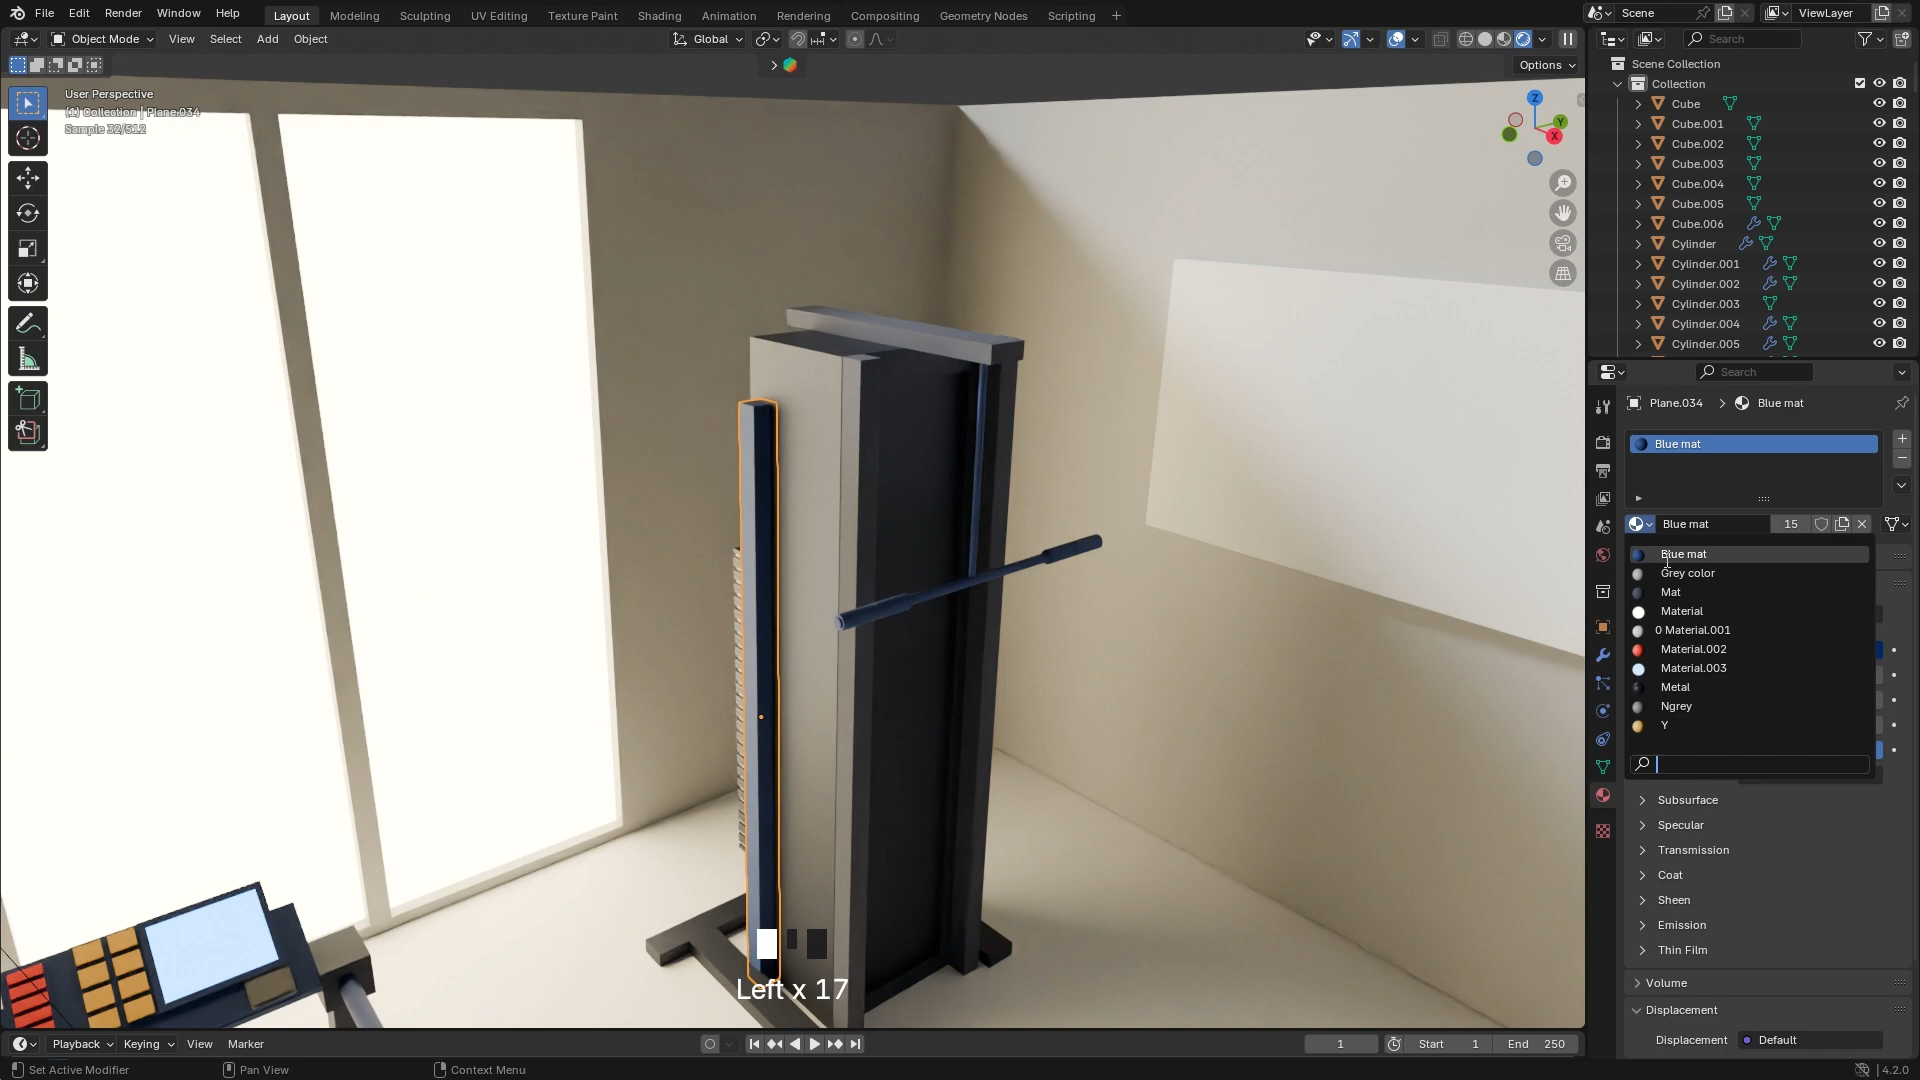 File Edit Render Window Help Layout Modeling Sculpting UV Editing Texture Paint Shading Animation Rendering Compositing Geometry Nodes Scripting Scene ViewLayer
Object Mode View Select Add Object Global Search
Options
User Perspective
(1) Collection | Plane.034
Sample 32/512
Z
Y
X
Scene Collection
Collection
Cube
Cube.001
Cube.002
Cube.003
Cube.004
Cube.005
Cube.006
Cylinder
Cylinder.001
Cylinder.002
Cylinder.003
Cylinder.004
Cylinder.005
Search
Plane.034 Blue mat
Blue mat
Blue mat 15
Blue mat
Grey color
Mat
Material
0 Material.001
Material.002
Material.003
Metal
Ngrey
Y
Subsurface
Specular
Transmission
Coat
Sheen
Emission
Thin Film
Volume
Displacement
Displacement Default
Left x 17
Playback Keying View Marker 1 Start 1 End 250
Set Active Modifier Pan View Context Menu 4.2.0